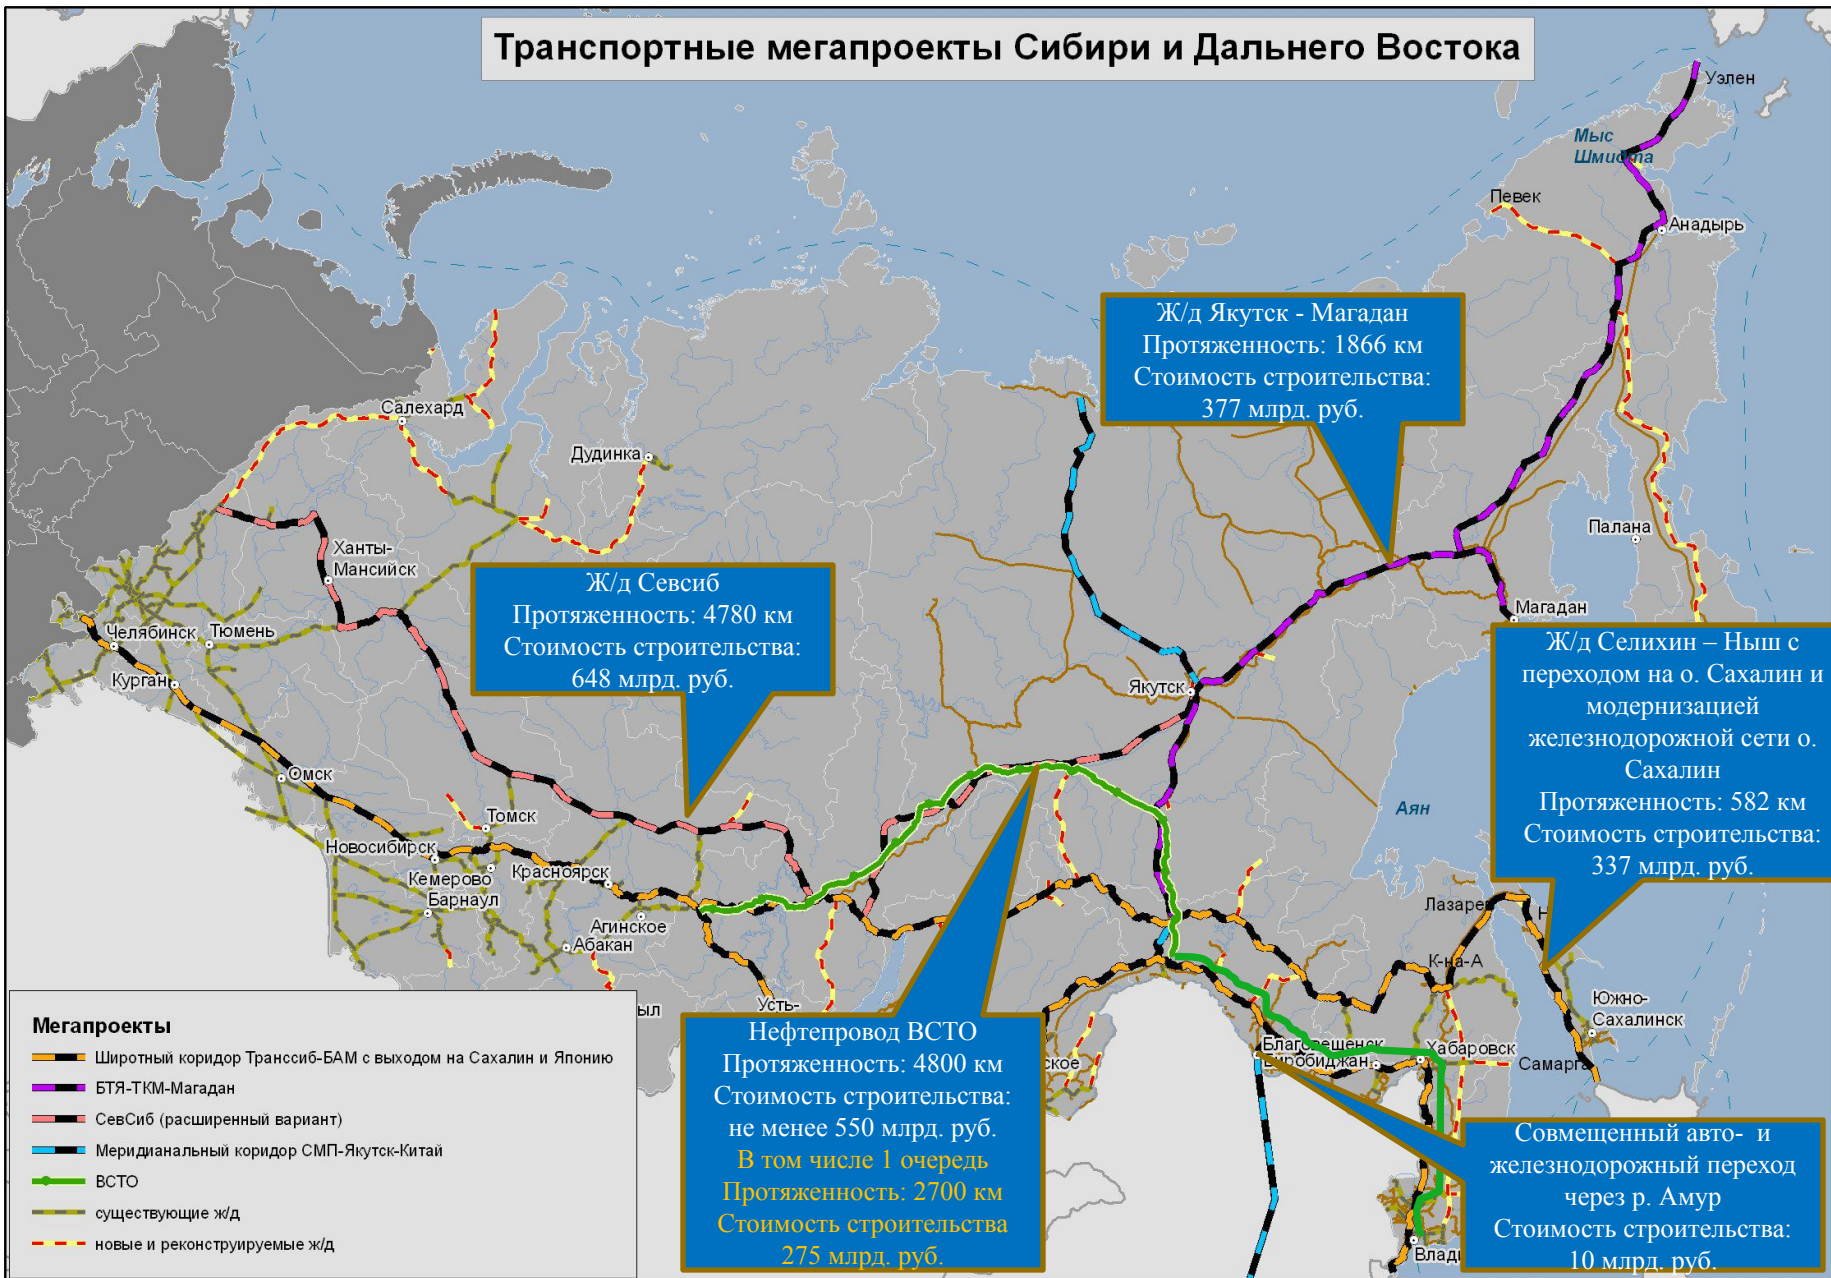 Транспортные мегапроекты Сибири и Дальнего Востока
Уэлен
Мыс
Шмидта
Певек
Анадырь
Ж/д Якутск - Магадан
Протяженность: 1866 км
Стоимость строительства:
377 млрд. руб.
Салехард
Дудинка
Палана
Ханты-
Мансийск
Ж/д Севсиб
Протяженность: 4780 км
Стоимость строительства:
648 млрд. руб.
Магадан
Челябинск
Тюмень
Курган
Якутск
Ж/д Селихин – Ныш с
переходом на о. Сахалин и
модернизацией
железнодорожной сети о.
Сахалин
Протяженность: 582 км
Стоимость строительства:
337 млрд. руб.
Омск
Томск
Аян
Новосибирск
Кемерово
Красноярск
Барнаул
Агинское
Абакан
Лазарев
Н
К-на-А
Усть-
ыл
Южно-
Сахалинск
Нефтепровод ВСТО
Протяженность: 4800 км
Стоимость строительства:
не менее 550 млрд. руб.
В том числе 1 очередь
Протяженность: 2700 км
Стоимость строительства
275 млрд. руб.
ское
Благовещенск
Биробиджан
Хабаровск
Самарга
Совмещенный авто- и
железнодорожный переход
через р. Амур
Стоимость строительства:
10 млрд. руб.
Влади
Мегапроекты
Широтный коридор Транссиб-БАМ с выходом на Сахалин и Японию
БТЯ-ТКМ-Магадан
СевСиб (расширенный вариант)
Меридианальный коридор СМП-Якутск-Китай
ВСТО
существующие ж/д
новые и реконструируемые ж/д